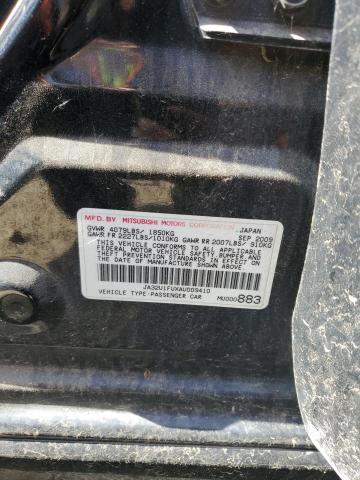 MFD. BY MITSUBISHI MOTORS CORPORATION JAPAN
GVWR 4079LBS/ 1850KG SEP 2009
GAWR FR 2227LBS/1010KG GAWR RR 2007LBS/ 910KG
THIS VEHICLE CONFORMS TO ALL APPLICABLE
FEDERAL MOTOR VEHICLE SAFETY, BUMPER, AND
THEFT PREVENTION STANDARDS IN EFFECT ON
THE DATE OF MANUFACTURE SHOWN ABOVE.
JA32U1FUXAU009410
VEHICLE TYPE:PASSENGER CAR MU000883